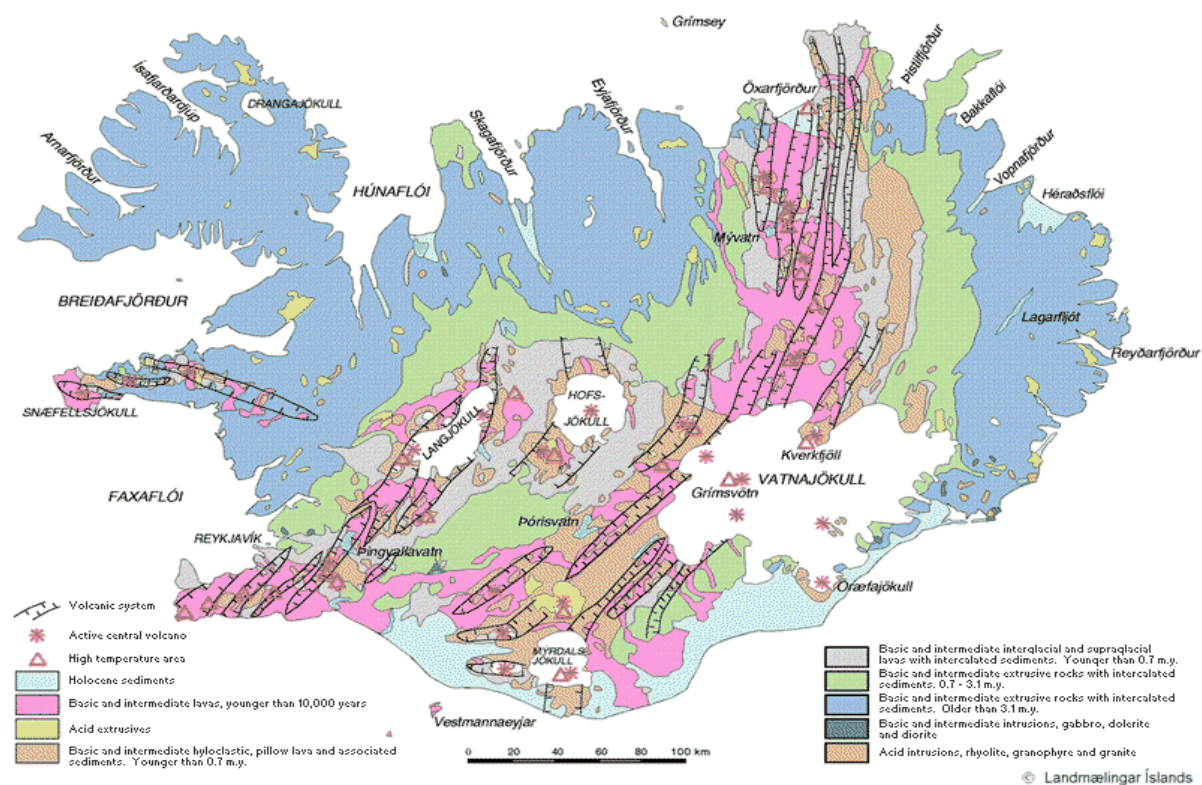 Grímsey
Ísafjarðardjúp
DRANGAJÖKULL
Arnarfjörður
HÚNAFLÓI
Skagafjörður
Eyjafjörður
Öxarfjörður
Þistilfjörður
Bakkaflói
Vopnafjörður
Héraðsflói
Mývatn
BREIÐAFJÖRÐUR
Lagarfljót
Reyðarfjörður
SNÆFELLSJÖKULL
LANGJÖKULL
HOFS-
JÖKULL
Kverkfjöll
VATNAJÖKULL
Grímsvötn
FAXAFLÓI
Þórisvatn
REYKJAVÍK
Þingvallavatn
Öræfajökull
MÝRDALS-
JÖKULL
Vestmannaeyjar
Volcanic system
Active central volcano
High temperature area
Holocene sediments
Basic and intermediate lavas, younger than 10,000 years
Acid extrusives
Basic and intermediate hyloclastic, pillow lava and associated
sediments. Younger than 0.7 m.y.
0 20 40 60 80 100 km
Basic and intermediate interglacial and supraglacial
lavas with intercalated sediments. Younger than 0.7 m.y.
Basic and intermediate extrusive rocks with intercalated
sediments. 0.7 - 3.1 m.y.
Basic and intermediate extrusive rocks with intercalated
sediments. Older than 3.1 m.y.
Basic and intermediate intrusions, gabbro, dolerite
and diorite
Acid intrusions, rhyolite, granophyre and granite
© Landmælingar Íslands